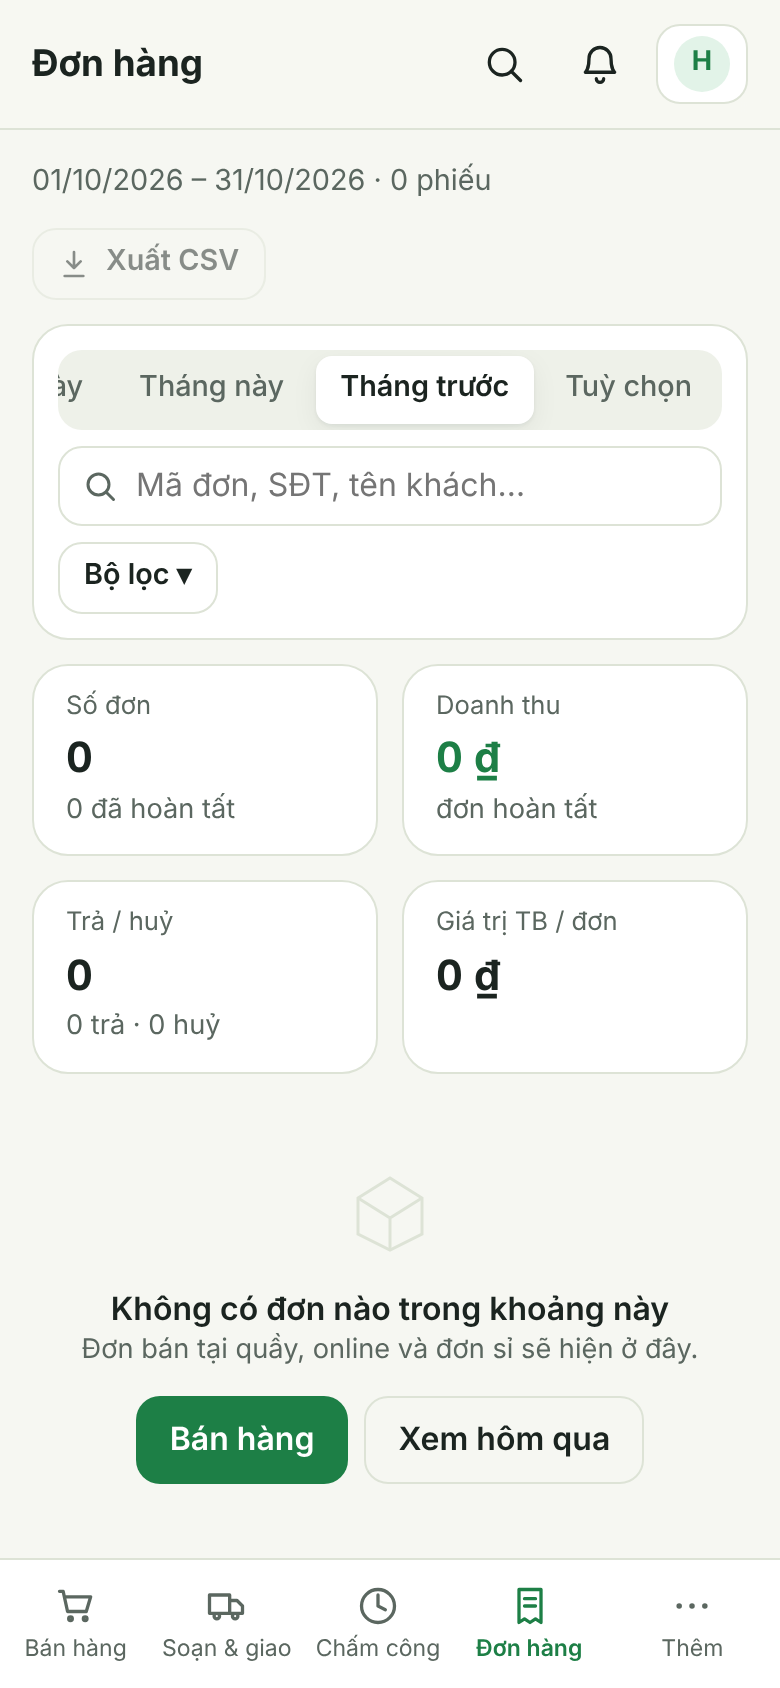 Đơn hàng
H
01/10/2026 – 31/10/2026 · 0 phiếu
Xuất CSV
ày Tháng này Tháng trước Tuỳ chọn
Mã đơn, SĐT, tên khách...
Bộ lọc ▾
Số đơn
0
0 đã hoàn tất
Doanh thu
0 ₫
đơn hoàn tất
Trả / huỷ
0
0 trả · 0 huỷ
Giá trị TB / đơn
0 ₫
Không có đơn nào trong khoảng này
Đơn bán tại quầy, online và đơn sỉ sẽ hiện ở đây.
Bán hàng
Xem hôm qua
Bán hàng
Soạn & giao
Chấm công
Đơn hàng
Thêm